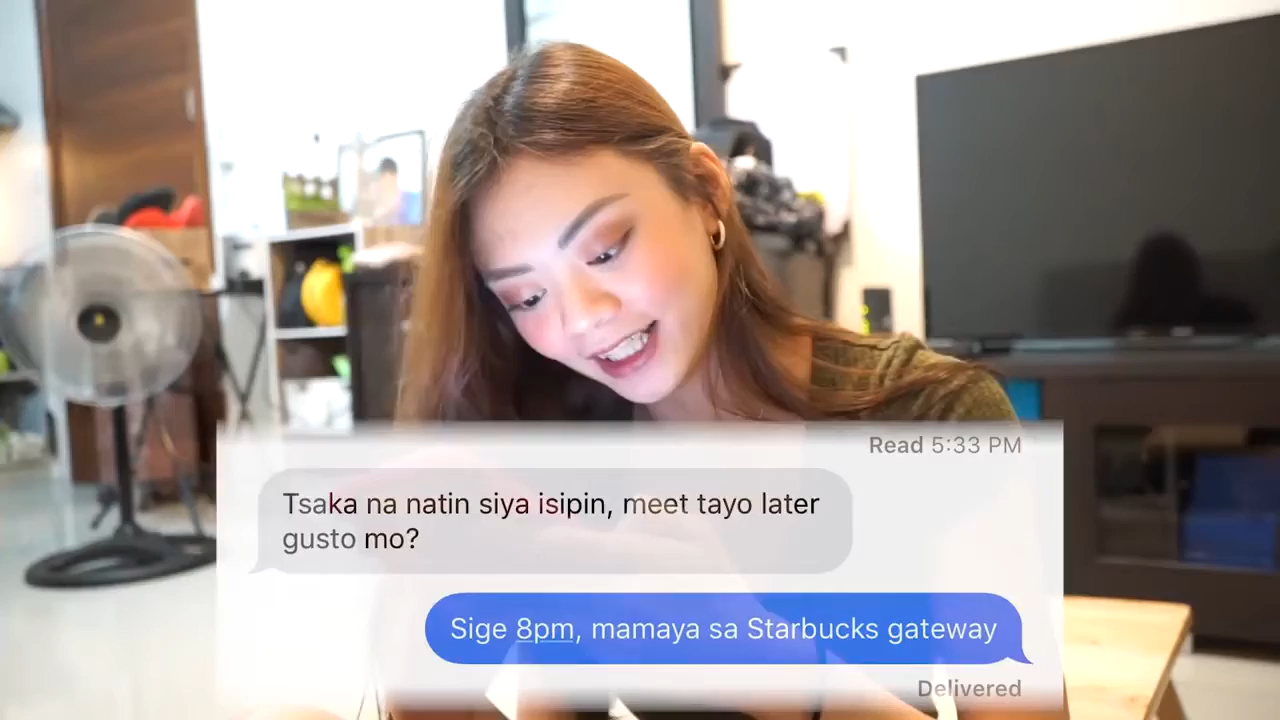 Read 5:33 PM
Tsaka na natin siya isipin, meet tayo later
gusto mo?
Sige 8pm, mamaya sa Starbucks gateway
Delivered